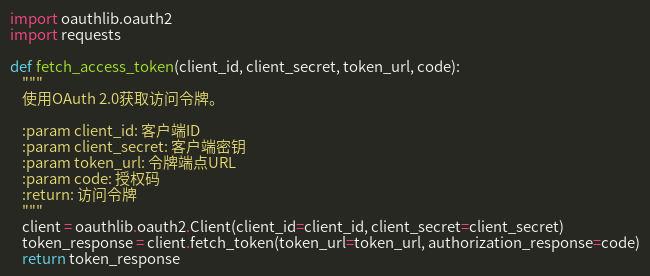 import oauthlib.oauth2
import requests

def fetch_access_token(client_id, client_secret, token_url, code):
    """
    使用OAuth 2.0获取访问令牌。

    :param client_id: 客户端ID
    :param client_secret: 客户端密钥
    :param token_url: 令牌端点URL
    :param code: 授权码
    :return: 访问令牌
    """
    client = oauthlib.oauth2.Client(client_id=client_id, client_secret=client_secret)
    token_response = client.fetch_token(token_url=token_url, authorization_response=code)
    return token_response